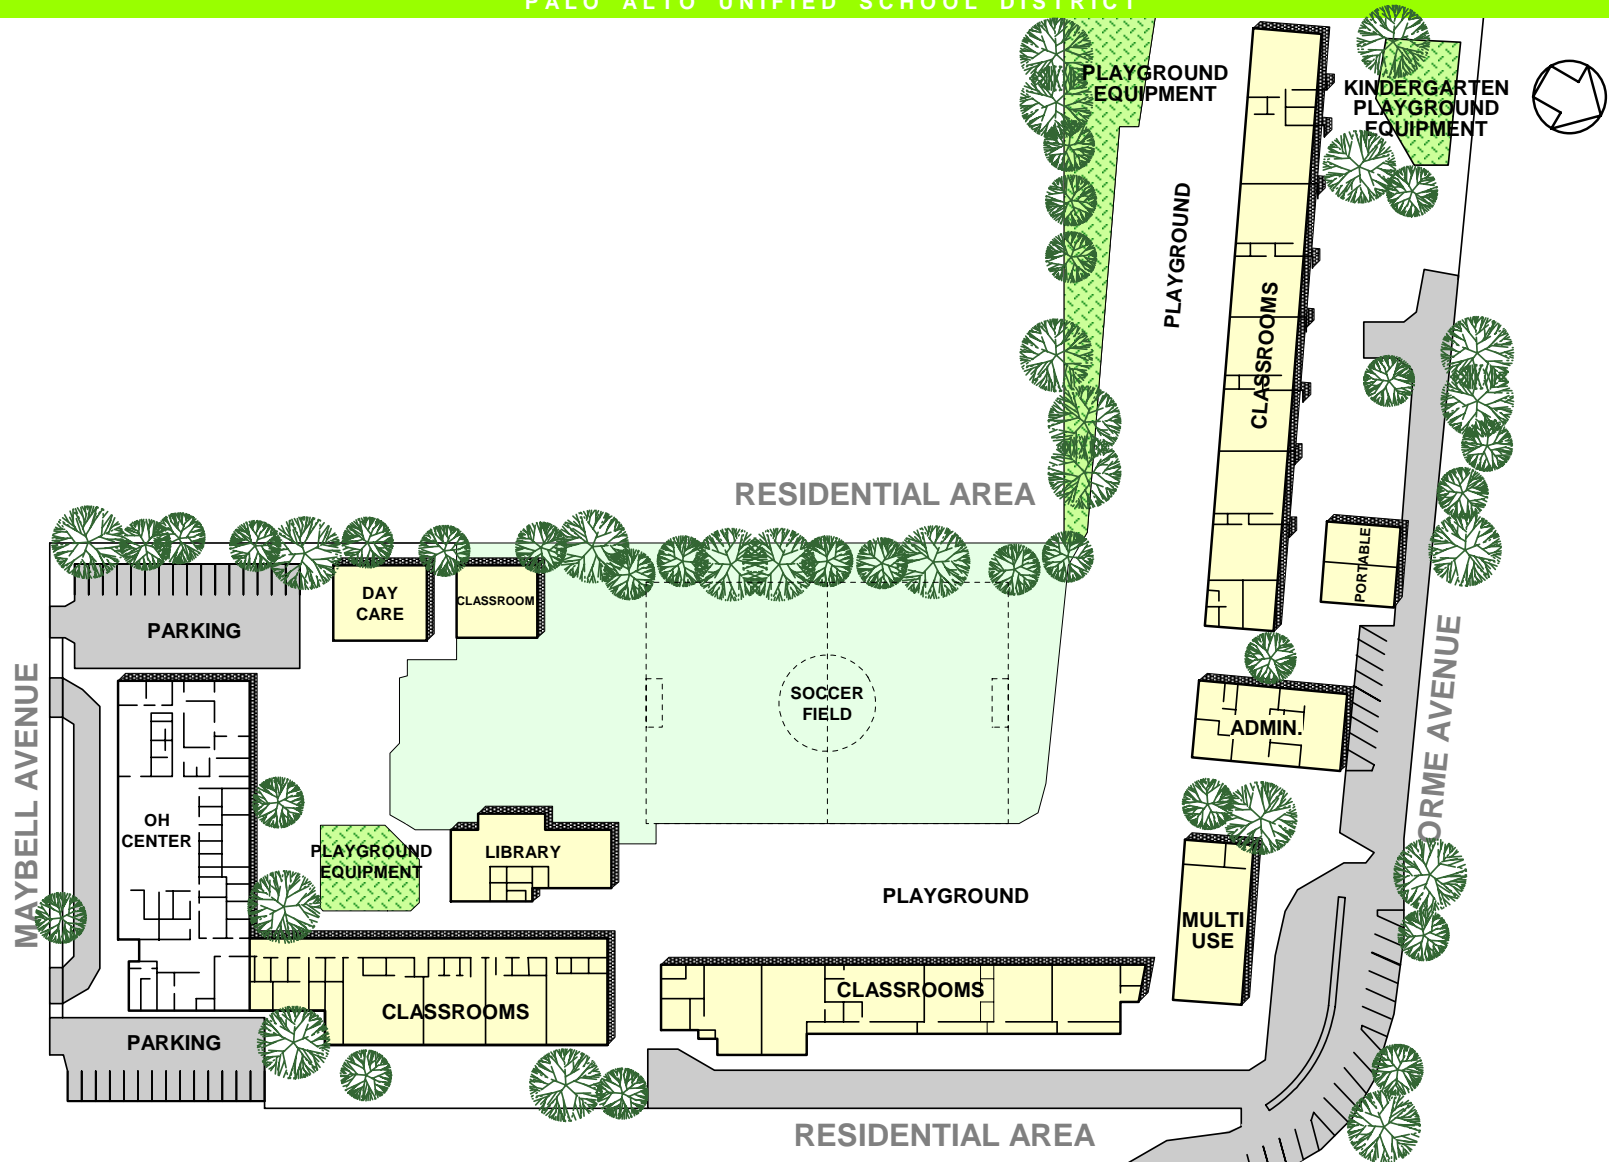 PALO ALTO UNIFIED SCHOOL DISTRICT
PLAYGROUND
EQUIPMENT
KINDERGARTEN
PLAYGROUND
EQUIPMENT
PLAYGROUND
CLASSROOMS
RESIDENTIAL AREA
PORTABLE
DAY
CARE
CLASSROOM
PARKING
MAYBELL AVENUE
SOCCER
FIELD
ADMIN.
ORME AVENUE
OH
CENTER
PLAYGROUND
EQUIPMENT
LIBRARY
PLAYGROUND
MULTI
USE
CLASSROOMS
CLASSROOMS
PARKING
RESIDENTIAL AREA